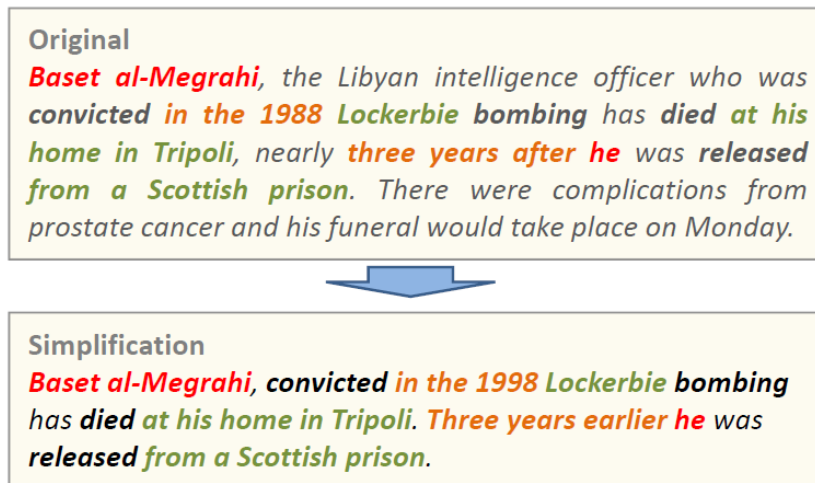 Original
Baset al-Megrahi, the Libyan intelligence officer who was
convicted in the 1988 Lockerbie bombing has died at his
home in Tripoli, nearly three years after he was released
from a Scottish prison. There were complications from
prostate cancer and his funeral would take place on Monday.
Simplification
Baset al-Megrahi, convicted in the 1998 Lockerbie bombing
has died at his home in Tripoli. Three years earlier he was
released from a Scottish prison.